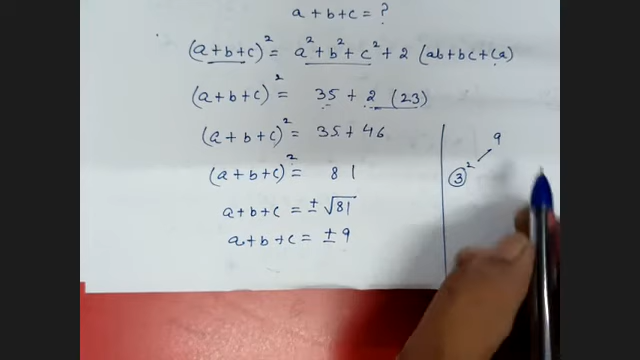 a + b + c = ?
(a + b + c)² = a² + b² + c² + 2 (ab + bc + ca)
(a + b + c)² = 35 + 2 (23)
(a + b + c)² = 35 + 46
(a + b + c)² = 81
a + b + c = ± √81
a + b + c = ± 9
9
3²